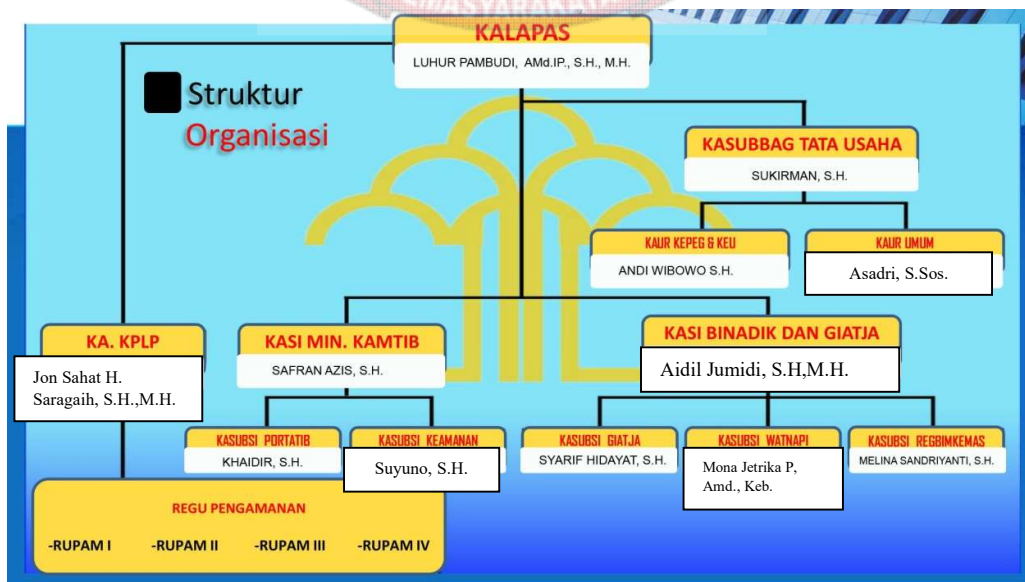 MASYARAKATA
KALAPAS
LUHUR PAMBUDI, AMd.IP., S.H., M.H.
Struktur
Organisasi
KASUBBAG TATA USAHA
SUKIRMAN, S.H.
KAUR KEPEG & KEU
ANDI WIBOWO S.H.
KAUR UMUM
Asadri, S.Sos.
KA. KPLP
Jon Sahat H.
Saragaih, S.H.,M.H.
KASI MIN. KAMTIB
SAFRAN AZIS, S.H.
KASI BINADIK DAN GIATJA
Aidil Jumidi, S.H,M.H.
KASUBSI PORTATIB
KHAIDIR, S.H.
KASUBSI KEAMANAN
Suyuno, S.H.
KASUBSI GIATJA
SYARIF HIDAYAT, S.H.
KASUBSI WATNAPI
Mona Jetrika P,
Amd., Keb.
KASUBSI REGBIMKEMAS
MELINA SANDRIYANTI, S.H.
REGU PENGAMANAN
-RUPAM I -RUPAM II -RUPAM III -RUPAM IV